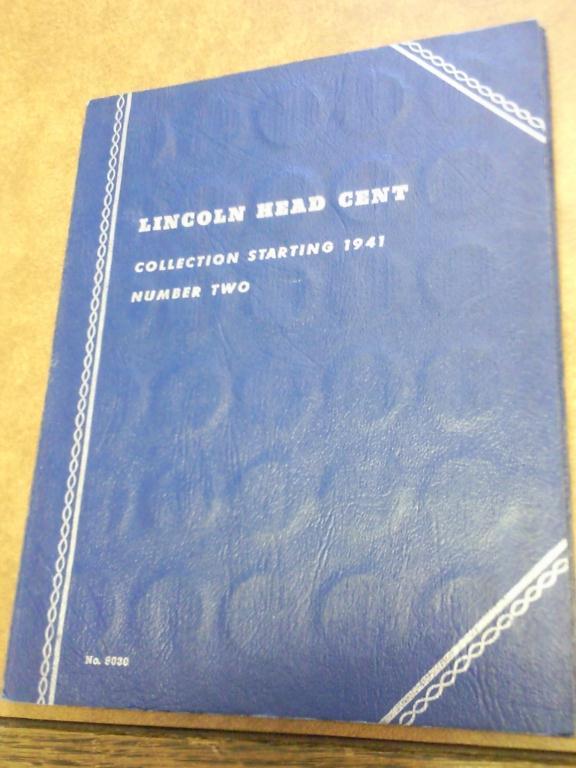 LINCOLN HEAD CENT
COLLECTION STARTING 1941
NUMBER TWO
No. 9030